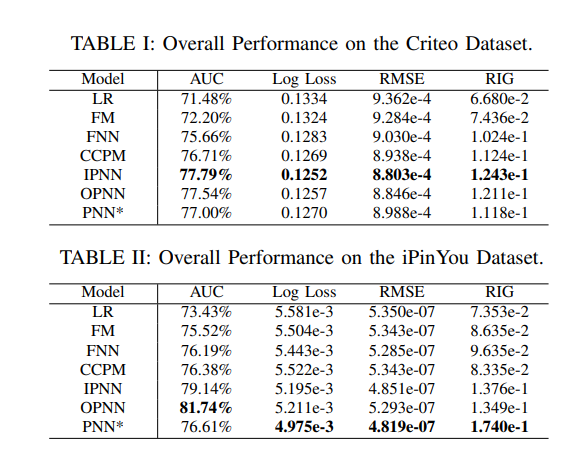 TABLE I: Overall Performance on the Criteo Dataset.
Model AUC Log Loss RMSE RIG
LR 71.48% 0.1334 9.362e-4 6.680e-2
FM 72.20% 0.1324 9.284e-4 7.436e-2
FNN 75.66% 0.1283 9.030e-4 1.024e-1
CCPM 76.71% 0.1269 8.938e-4 1.124e-1
IPNN 77.79% 0.1252 8.803e-4 1.243e-1
OPNN 77.54% 0.1257 8.846e-4 1.211e-1
PNN* 77.00% 0.1270 8.988e-4 1.118e-1
TABLE II: Overall Performance on the iPinYou Dataset.
Model AUC Log Loss RMSE RIG
LR 73.43% 5.581e-3 5.350e-07 7.353e-2
FM 75.52% 5.504e-3 5.343e-07 8.635e-2
FNN 76.19% 5.443e-3 5.285e-07 9.635e-2
CCPM 76.38% 5.522e-3 5.343e-07 8.335e-2
IPNN 79.14% 5.195e-3 4.851e-07 1.376e-1
OPNN 81.74% 5.211e-3 5.293e-07 1.349e-1
PNN* 76.61% 4.975e-3 4.819e-07 1.740e-1